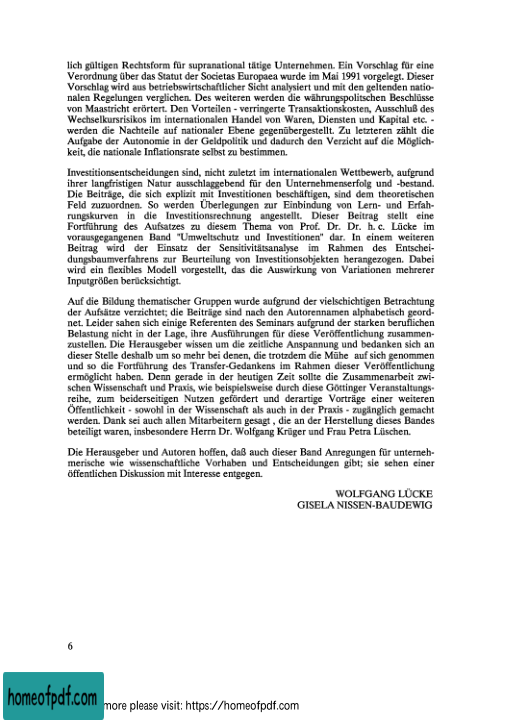 lich gültigen Rechtsform für supranational tätige Unternehmen. Ein Vorschlag für eine
Verordnung über das Statut der Societas Europaea wurde im Mai 1991 vorgelegt. Dieser
Vorschlag wird aus betriebswirtschaftlicher Sicht analysiert und mit den geltenden natio-
nalen Regelungen verglichen. Des weiteren werden die währungspolitschen Beschlüsse
von Maastricht erörtert. Den Vorteilen - verringerte Transaktionskosten, Ausschluß des
Wechselkursrisikos im internationalen Handel von Waren, Diensten und Kapital etc. -
werden die Nachteile auf nationaler Ebene gegenübergestellt. Zu letzteren zählt die
Aufgabe der Autonomie in der Geldpolitik und dadurch den Verzicht auf die Möglich-
keit, die nationale Inflationsrate selbst zu bestimmen.
Investitionsentscheidungen sind, nicht zuletzt im internationalen Wettbewerb, aufgrund
ihrer langfristigen Natur ausschlaggebend für den Unternehmenserfolg und -bestand.
Die Beiträge, die sich explizit mit Investitionen beschäftigen, sind dem theoretischen
Feld zuzuordnen. So werden Überlegungen zur Einbindung von Lern- und Erfah-
rungskurven in die Investitionsrechnung angestellt. Dieser Beitrag stellt eine
Fortführung des Aufsatzes zu diesem Thema von Prof. Dr. Dr. h. c. Lücke im
vorausgegangenen Band "Umweltschutz und Investitionen" dar. In einem weiteren
Beitrag wird der Einsatz der Sensitivitätsanalyse im Rahmen des Entschei-
dungsbaumverfahrens zur Beurteilung von Investitionsobjekten herangezogen. Dabei
wird ein flexibles Modell vorgestellt, das die Auswirkung von Variationen mehrerer
Inputgrößen berücksichtigt.
Auf die Bildung thematischer Gruppen wurde aufgrund der vielschichtigen Betrachtung
der Aufsätze verzichtet; die Beiträge sind nach den Autorennamen alphabetisch geord-
net. Leider sahen sich einige Referenten des Seminars aufgrund der starken beruflichen
Belastung nicht in der Lage, ihre Ausführungen für diese Veröffentlichung zusammen-
zustellen. Die Herausgeber wissen um die zeitliche Anspannung und bedanken sich an
dieser Stelle deshalb um so mehr bei denen, die trotzdem die Mühe auf sich genommen
und so die Fortführung des Transfer-Gedankens im Rahmen dieser Veröffentlichung
ermöglicht haben. Denn gerade in der heutigen Zeit sollte die Zusammenarbeit zwi-
schen Wissenschaft und Praxis, wie beispielsweise durch diese Göttinger Veranstaltungs-
reihe, zum beiderseitigen Nutzen gefördert und derartige Vorträge einer weiteren
Öffentlichkeit - sowohl in der Wissenschaft als auch in der Praxis - zugänglich gemacht
werden. Dank sei auch allen Mitarbeitern gesagt , die an der Herstellung dieses Bandes
beteiligt waren, insbesondere Herrn Dr. Wolfgang Krüger und Frau Petra Lüschen.
Die Herausgeber und Autoren hoffen, daß auch dieser Band Anregungen für unterneh-
merische wie wissenschaftliche Vorhaben und Entscheidungen gibt; sie sehen einer
öffentlichen Diskussion mit Interesse entgegen.
WOLFGANG LÜCKE
GISELA NISSEN-BAUDEWIG
6
homeofpdf.com
more please visit: https://homeofpdf.com